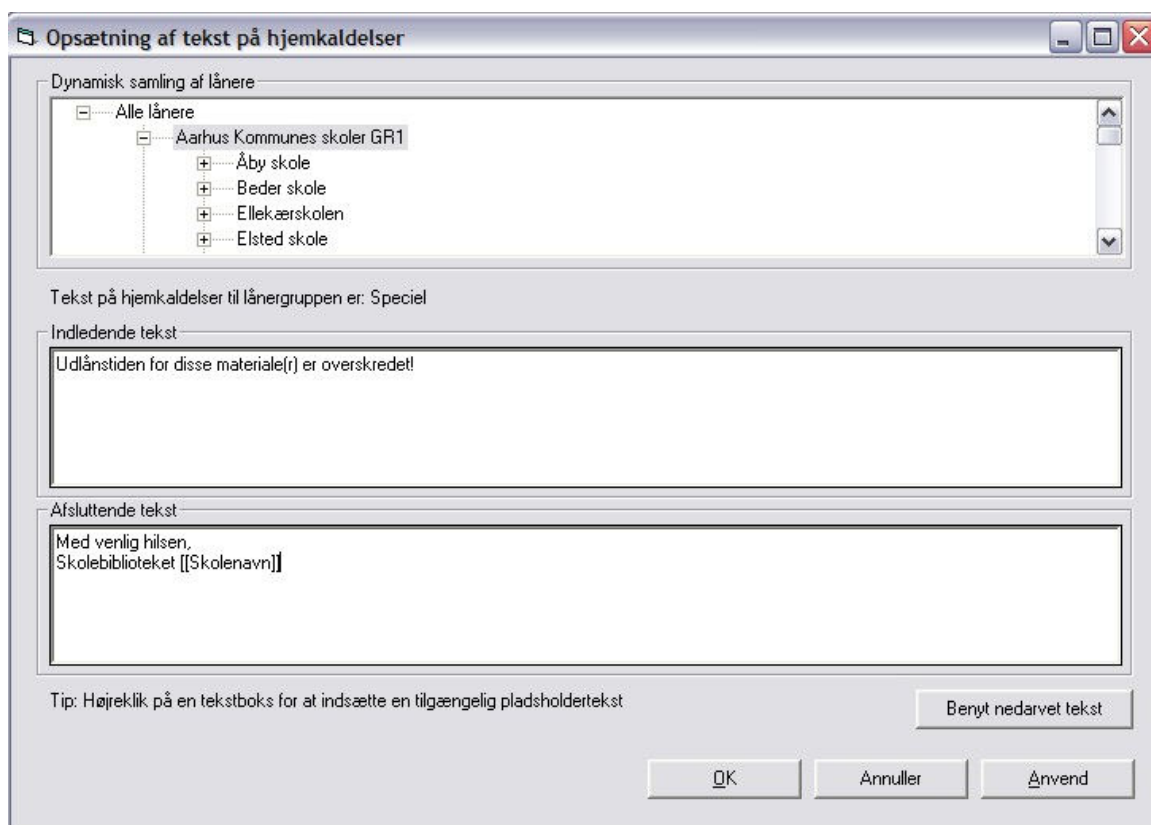 Opsætning af tekst på hjemkaldelser
Dynamisk samling af lånere
Alle lånere
Aarhus Kommunes skoler GR1
Åby skole
Beder skole
Ellekærskolen
Elsted skole
Tekst på hjemkaldelser til lånergruppen er: Speciel
Indledende tekst
Udlånstiden for disse materiale(r) er overskredet!
Afsluttende tekst
Med venlig hilsen,
Skolebiblioteket [[Skolenavn]]
Tip: Højreklik på en tekstboks for at indsætte en tilgængelig pladsholdertekst
Benyt nedarvet tekst
OK Annuller Anvend